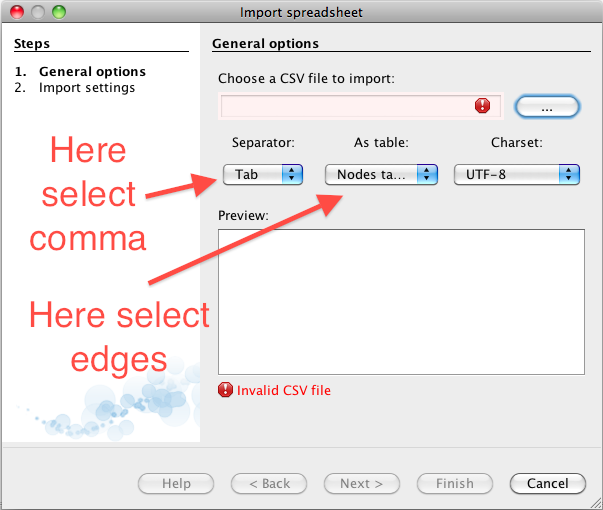 Import spreadsheet
Steps
1. General options
2. Import settings
General options
Choose a CSV file to import:
...
Separator:
As table:
Charset:
Tab
Nodes ta...
UTF-8
Preview:
Here
select
comma
Here select
edges
Invalid CSV file
Help
< Back
Next >
Finish
Cancel